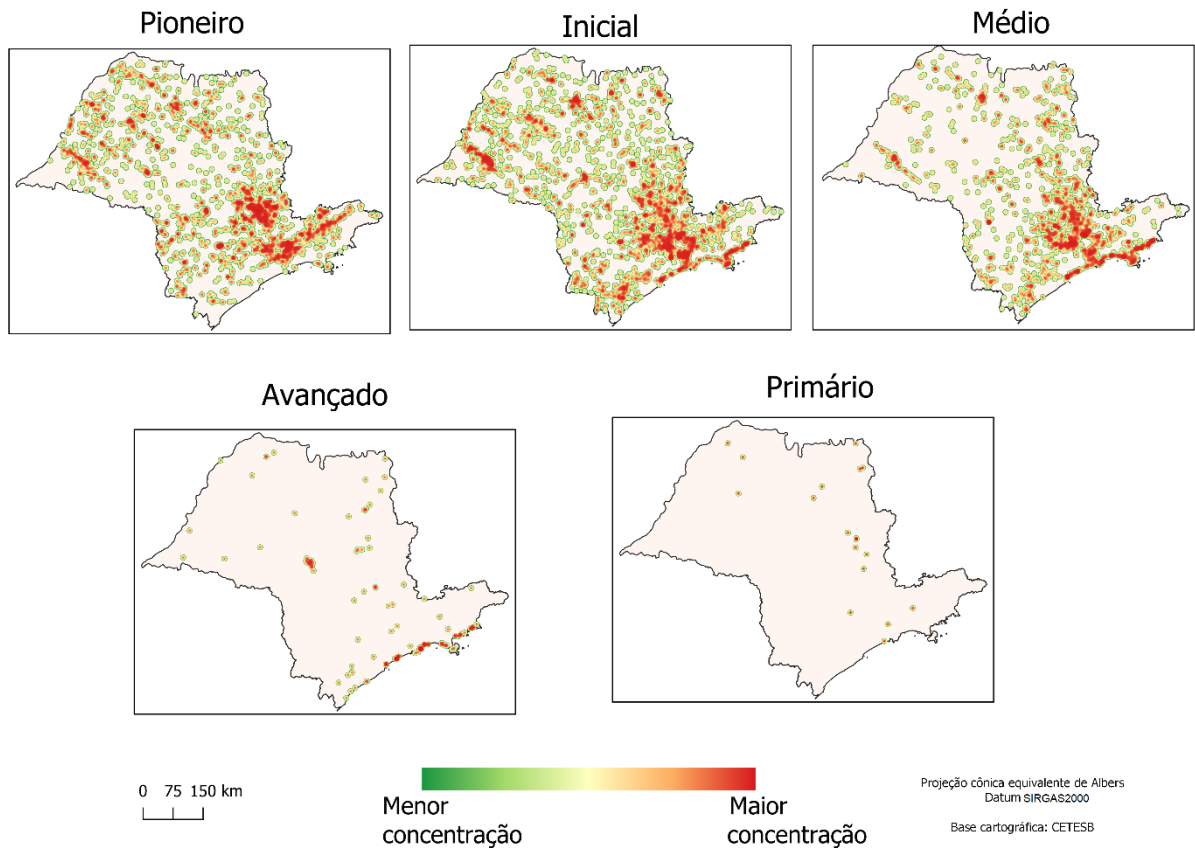 Pioneiro
Inicial
Médio
Avançado
Primário
0 75 150 km
Menor
concentração
Maior
concentração
Projeção cônica equivalente de Albers
Datum SIRGAS2000
Base cartográfica: CETESB